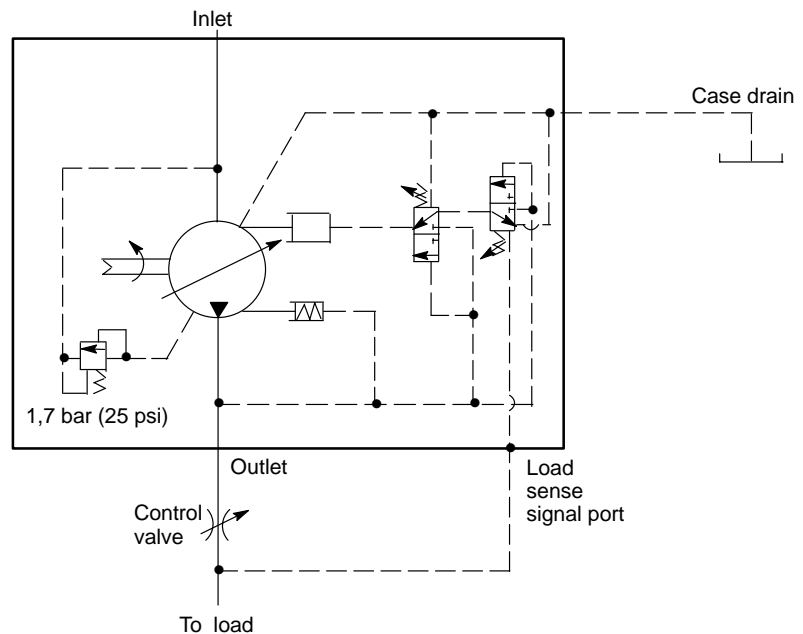 Inlet
Case drain
1,7 bar (25 psi)
Outlet
Load
sense
signal port
Control
valve
To load